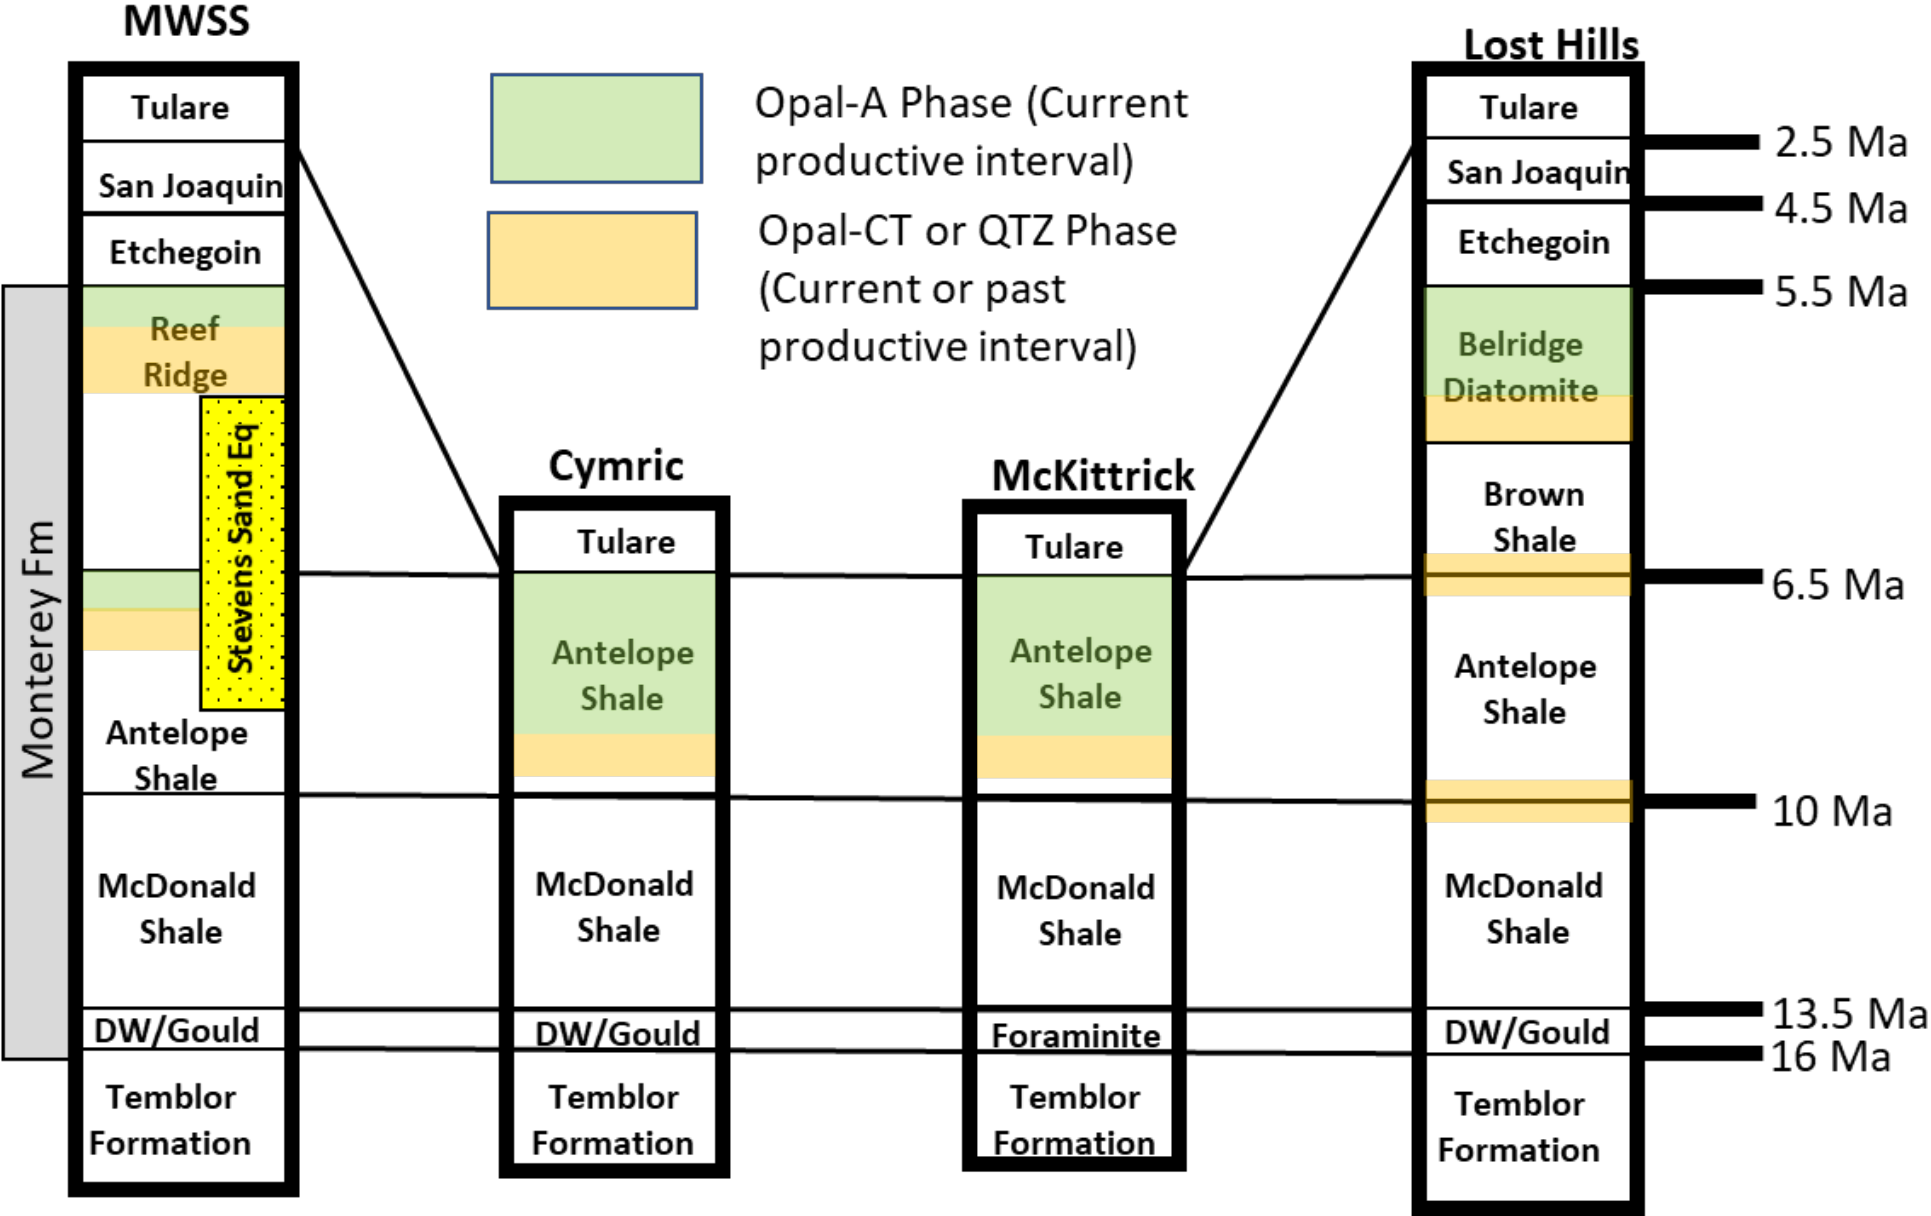 MWSS
Tulare
San Joaquin
Etchegoin
Reef
Ridge
Stevens Sand Eq
Antelope
Shale
McDonald
Shale
DW/Gould
Temblor
Formation
Monterey Fm
Opal-A Phase (Current
productive interval)
Opal-CT or QTZ Phase
(Current or past
productive interval)
Cymric
Tulare
Antelope
Shale
McDonald
Shale
DW/Gould
Temblor
Formation
McKittrick
Tulare
Antelope
Shale
McDonald
Shale
Foraminite
Temblor
Formation
Lost Hills
Tulare
San Joaquin
Etchegoin
Belridge
Diatomite
Brown
Shale
Antelope
Shale
McDonald
Shale
DW/Gould
Temblor
Formation
2.5 Ma
4.5 Ma
5.5 Ma
6.5 Ma
10 Ma
13.5 Ma
16 Ma